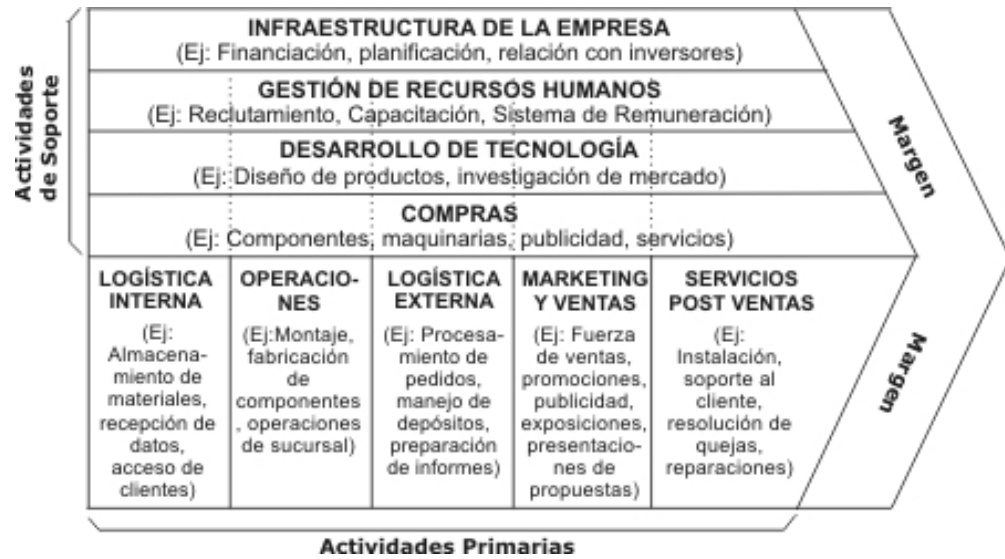 Actividades
de Soporte
INFRAESTRUCTURA DE LA EMPRESA
(Ej: Financiación, planificación, relación con inversores)
GESTIÓN DE RECURSOS HUMANOS
(Ej: Reclutamiento, Capacitación, Sistema de Remuneración)
DESARROLLO DE TECNOLOGÍA
(Ej: Diseño de productos, investigación de mercado)
COMPRAS
(Ej: Componentes, maquinarias, publicidad, servicios)
Margen
LOGÍSTICA
INTERNA
(Ej:
Almacena-
miento de
materiales,
recepción de
datos,
acceso de
clientes)
OPERACIO-
NES
(Ej:Montaje,
fabricación
de
componentes
, operaciones
de sucursal)
LOGÍSTICA
EXTERNA
(Ej: Procesa-
miento de
pedidos,
manejo de
depósitos,
preparación
de informes)
MARKETING
Y VENTAS
(Ej: Fuerza
de ventas,
promociones,
publicidad,
exposiciones,
presentacio-
nes de
propuestas)
SERVICIOS
POST VENTAS
(Ej:
Instalación,
soporte al
cliente,
resolución de
quejas,
reparaciones)
Margen
Actividades Primarias